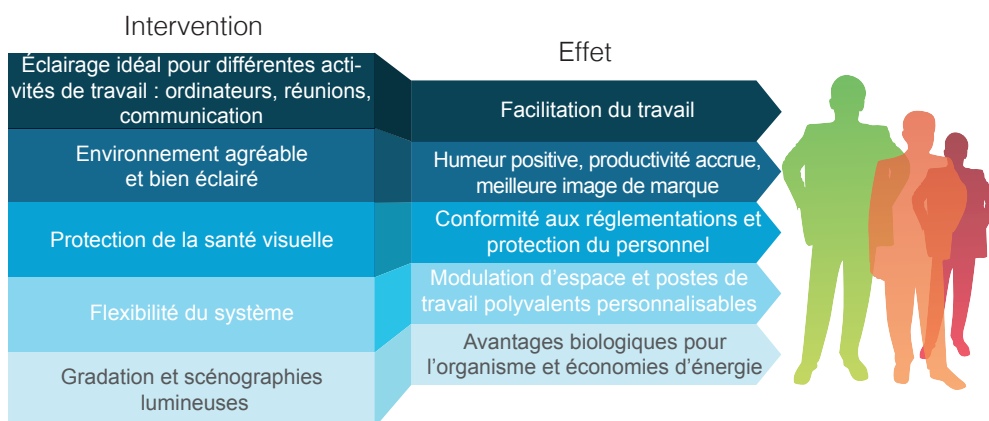 Intervention
Effet
Éclairage idéal pour différentes acti-
vités de travail : ordinateurs, réunions,
communication
Facilitation du travail
Environnement agréable
et bien éclairé
Humeur positive, productivité accrue,
meilleure image de marque
Protection de la santé visuelle
Conformité aux réglementations et
protection du personnel
Flexibilité du système
Modulation d’espace et postes de
travail polyvalents personnalisables
Gradation et scénographies
lumineuses
Avantages biologiques pour
l’organisme et économies d’énergie